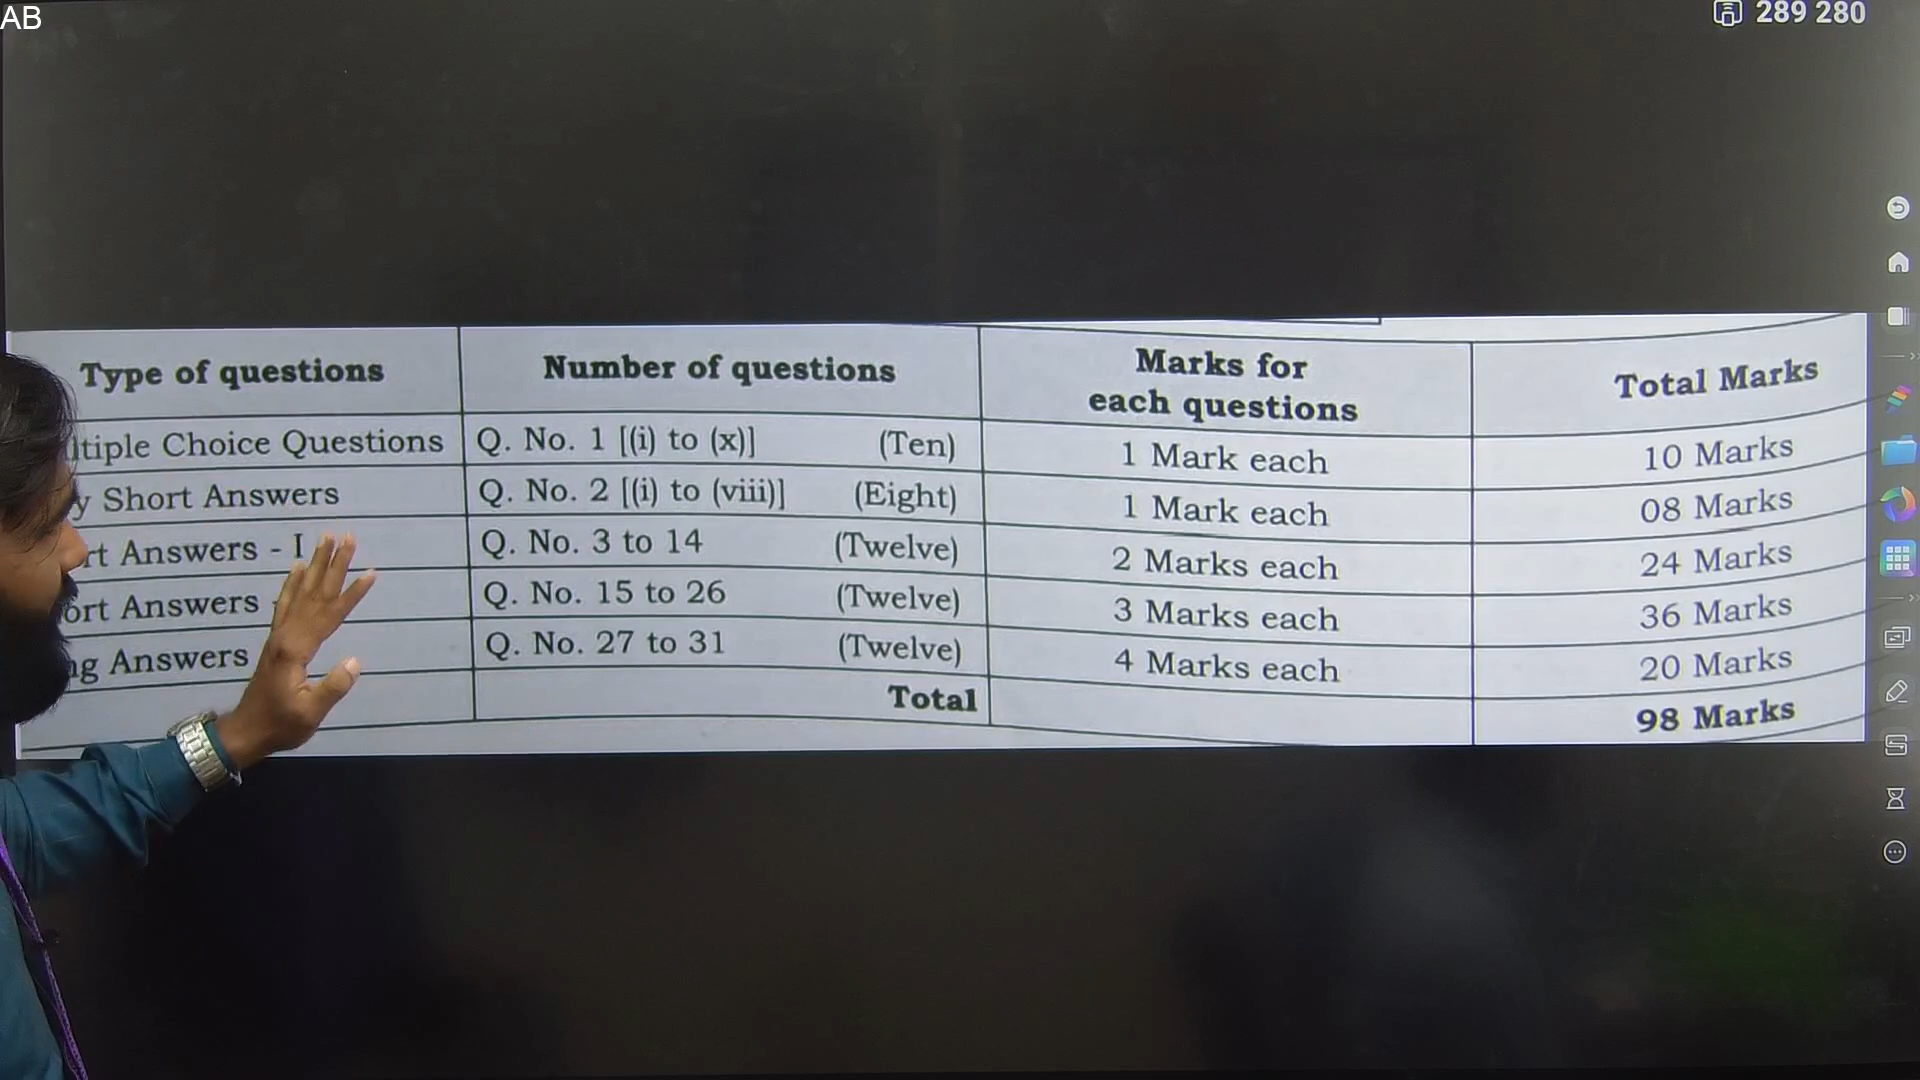 AB
289 280
Type of questions Number of questions Marks for each questions Total Marks
ltiple Choice Questions Q. No. 1 [(i) to (x)] (Ten) 1 Mark each 10 Marks
y Short Answers Q. No. 2 [(i) to (viii)] (Eight) 1 Mark each 08 Marks
rt Answers - I Q. No. 3 to 14 (Twelve) 2 Marks each 24 Marks
ort Answers - Q. No. 15 to 26 (Twelve) 3 Marks each 36 Marks
ng Answers Q. No. 27 to 31 (Twelve) 4 Marks each 20 Marks
Total 98 Marks